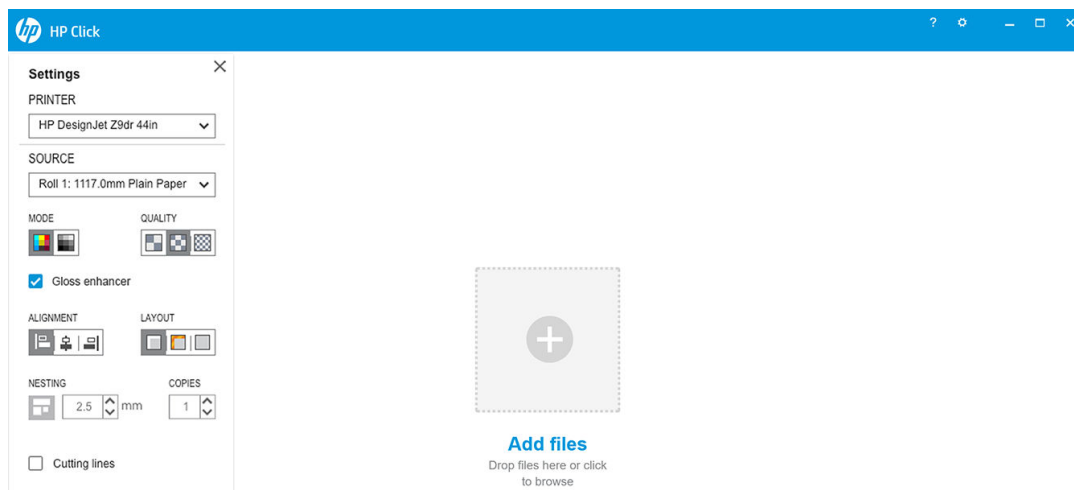 hp HP Click ?
Settings
PRINTER
HP DesignJet Z9dr 44in
SOURCE
Roll 1: 1117.0mm Plain Paper
MODE QUALITY
Gloss enhancer
ALIGNMENT LAYOUT
NESTING COPIES
2.5 mm 1
Cutting lines
Add files
Drop files here or click
to browse